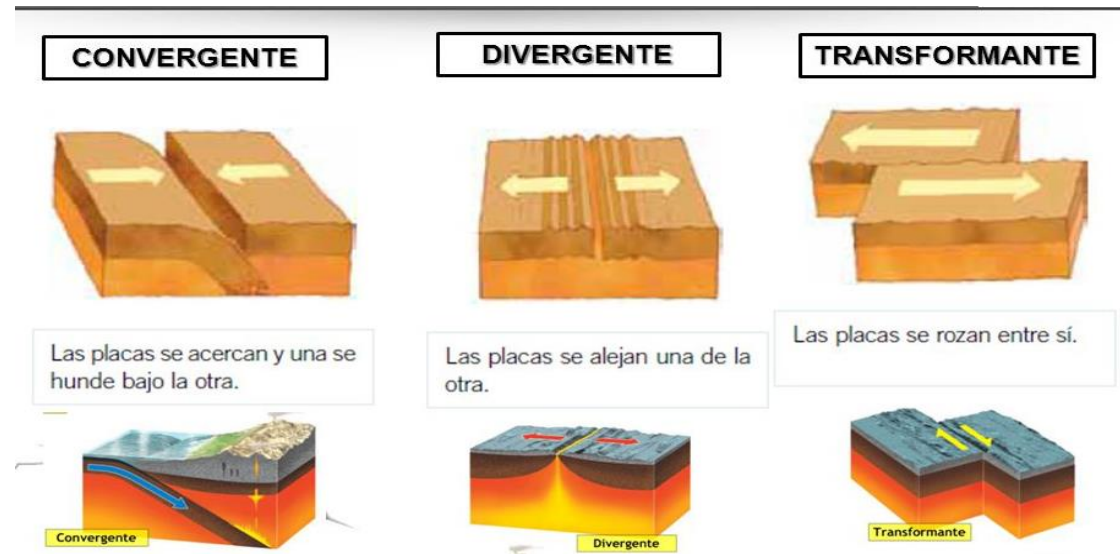 CONVERGENTE
DIVERGENTE
TRANSFORMANTE
Las placas se acercan y una se
hunde bajo la otra.
Las placas se alejan una de la
otra.
Las placas se rozan entre sí.
Convergente
Divergente
Transformante